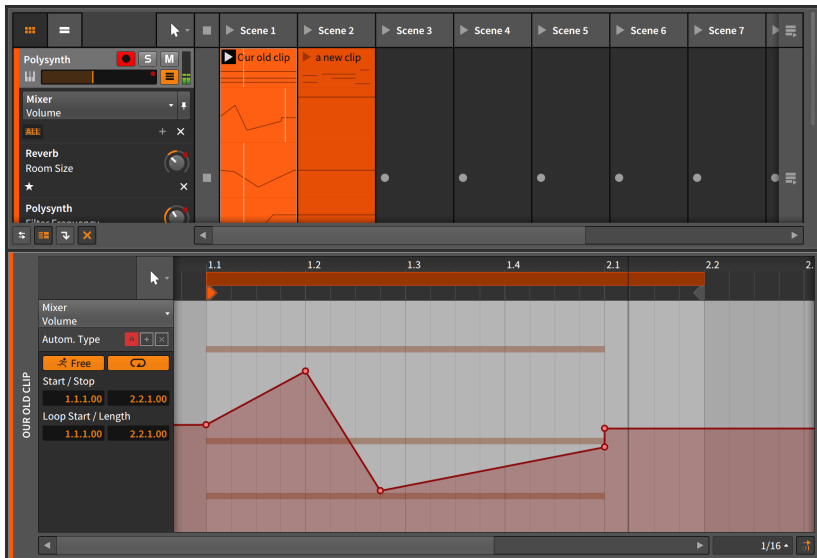 Scene 1
Scene 2
Scene 3
Scene 4
Scene 5
Scene 6
Scene 7
Polysynth
S
M
Our old clip
a new clip
Mixer
Volume
ALL
Reverb
Room Size
Polysynth
Filter Frequency
1.1
1.2
1.3
1.4
2.1
2.2
2.
Mixer
Volume
Autom. Type
Free
Start / Stop
1.1.1.00 2.2.1.00
Loop Start / Length
1.1.1.00 2.2.1.00
OUR OLD CLIP
1/16